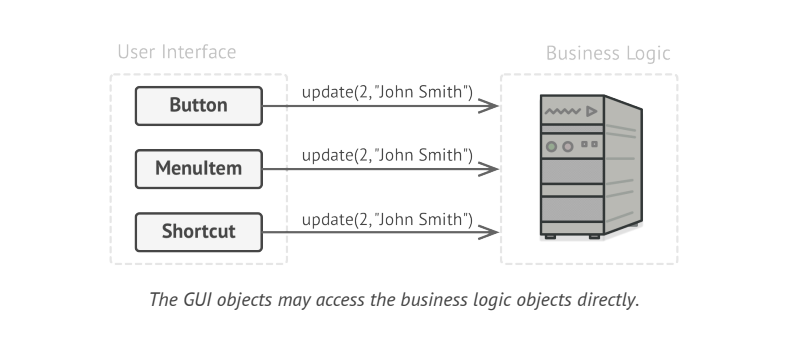 User Interface
Business Logic
Button
update(2,"John Smith")
MenuItem
update(2,"John Smith")
Shortcut
update(2,"John Smith")
The GUI objects may access the business logic objects directly.